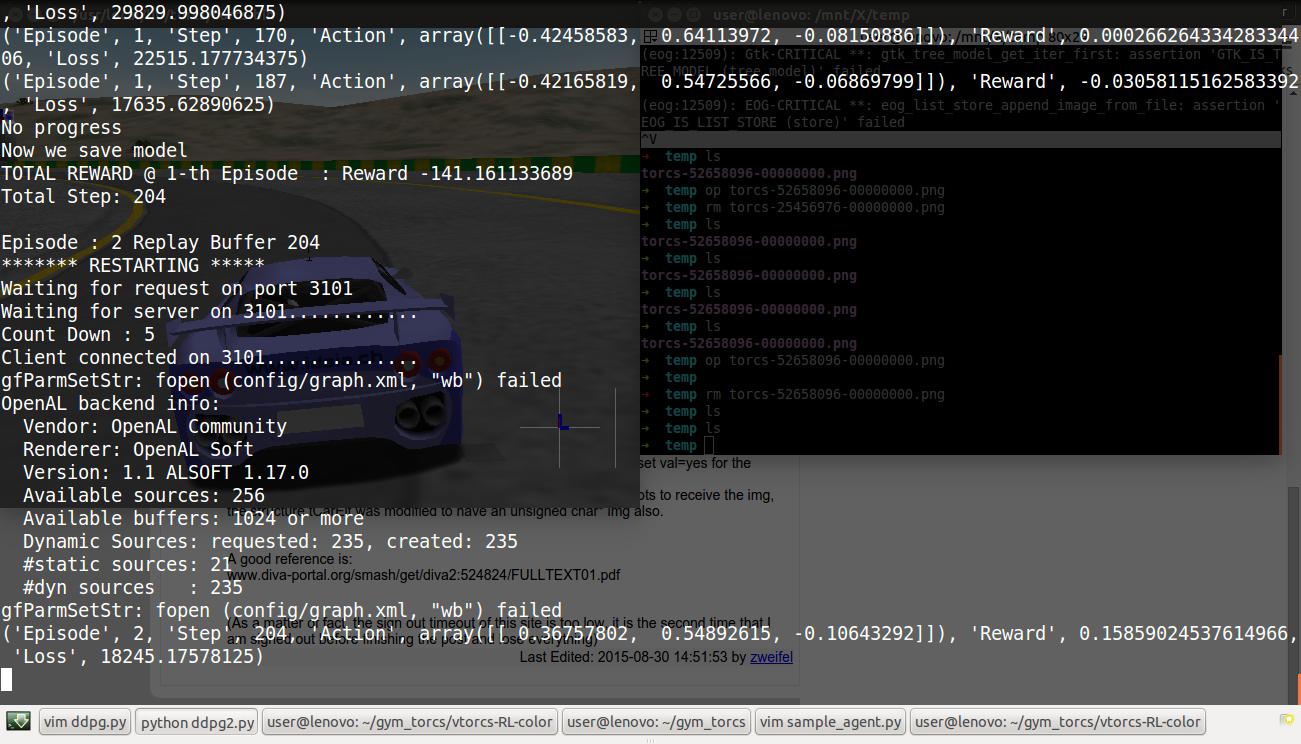 , 'Loss', 29829.998046875)
('Episode', 1, 'Step', 170, 'Action', array([[-0.42458583, 0.64113972, -0.08150886]]), 'Reward', 0.000266264334283344
06, 'Loss', 22515.177734375)
('Episode', 1, 'Step', 187, 'Action', array([[-0.42165819, 0.54725566, -0.06869799]]), 'Reward', -0.030581151625833 92
, 'Loss', 17635.62890625)
No progress
Now we save model
TOTAL REWARD @ 1-th Episode : Reward -141.161133689
Total Step: 204
Episode : 2 Replay Buffer 204
******* RESTARTING *****
Waiting for request on port 3101
Waiting for server on 3101............
Count Down : 5
Client connected on 3101..............
gfParmSetStr: fopen (config/graph.xml, "wb") failed
OpenAL backend info:
Vendor: OpenAL Community
Renderer: OpenAL Soft
Version: 1.1 ALSOFT 1.17.0
Available sources: 256
Available buffers: 1024 or more
Dynamic Sources: requested: 235, created: 235
#static sources: 21
#dyn sources : 235
gfParmSetStr: fopen (config/graph.xml, "wb") failed
('Episode', 2, 'Step', 204, 'Action', array([[ 0.36757802, 0.54892615, -0.10643292]]), 'Reward', 0.15859024537614966,
'Loss', 18245.17578125)
user@lenovo: /mnt/X/temp
(eog:12509): Gtk-CRITICAL **: gtk_tree_model_get_iter_first: assertion 'GTK_IS_T
REE_MODEL (tree_model)' failed
(eog:12509): EOG-CRITICAL **: eog_list_store_append_image_from_file: assertion '
EOG_IS_LIST_STORE (store)' failed
^V
→ temp ls
torcs-52658096-00000000.png
→ temp op torcs-52658096-00000000.png
→ temp rm torcs-25456976-00000000.png
→ temp ls
torcs-52658096-00000000.png
→ temp ls
torcs-52658096-00000000.png
→ temp ls
torcs-52658096-00000000.png
→ temp ls
torcs-52658096-00000000.png
→ temp op torcs-52658096-00000000.png
→ temp
→ temp rm torcs-52658096-00000000.png
→ temp ls
→ temp ls
→ temp
set val=yes for the
ots to receive the img,
the structure tCarElt was modified to have an unsigned char* img also.
A good reference is:
www.diva-portal.org/smash/get/diva2:524824/FULLTEXT01.pdf
(As a matter of fact, the sign out timeout of this site is too low, it is the second time that I
am signed out before finishing the post and lose everything)
Last Edited: 2015-08-30 14:51:53 by zweifel
vim ddpg.py
python ddpg2.py
user@lenovo: ~/gym_torcs/vtorcs-RL-color
user@lenovo: ~/gym_torcs
vim sample_agent.py
user@lenovo: ~/gym_torcs/vtorcs-RL-color